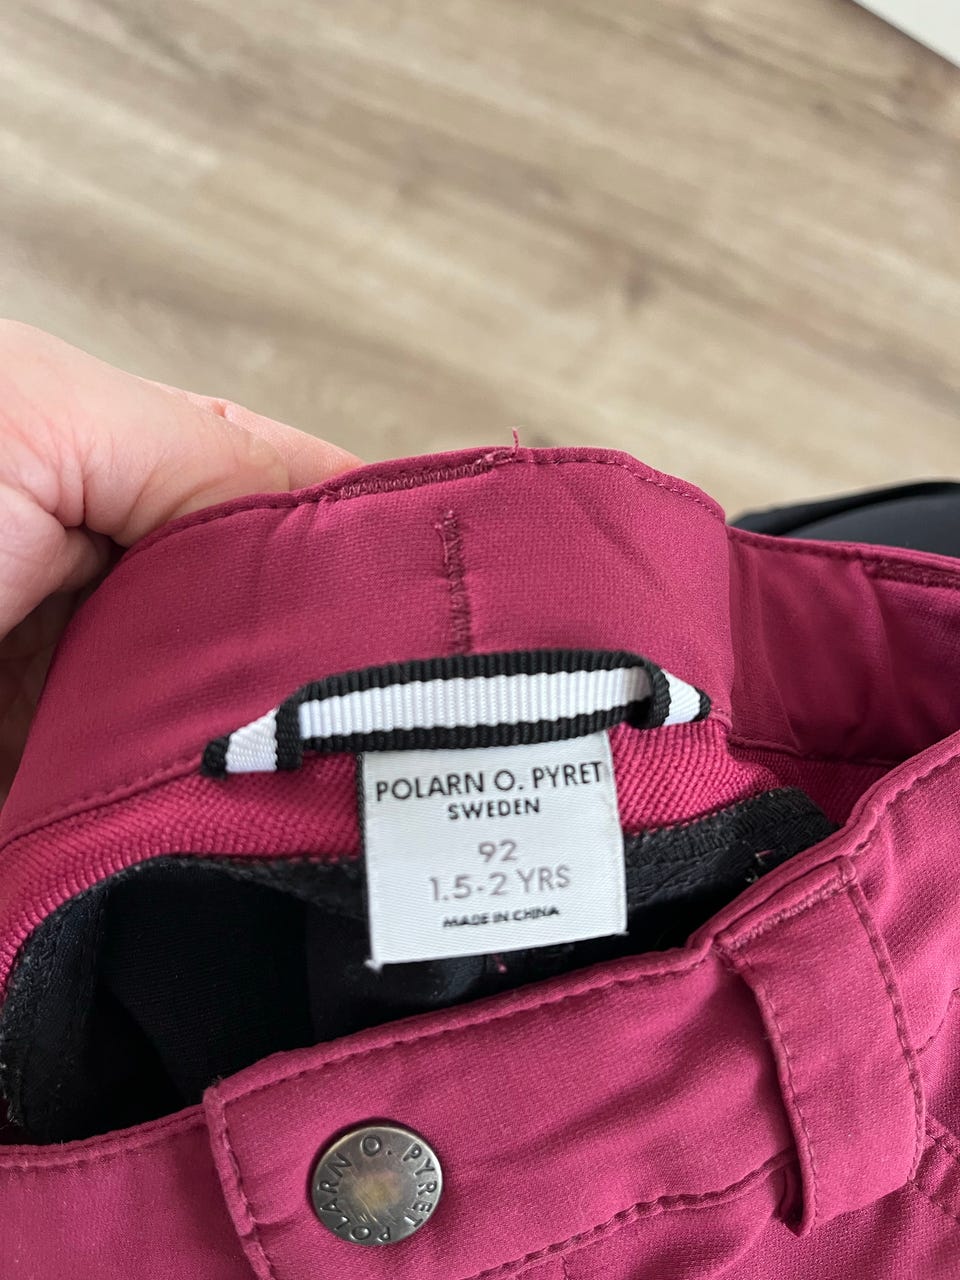 POLARN O. PYRET
SWEDEN
92
1.5-2 YRS
MADE IN CHINA
POLARN O. PYRET